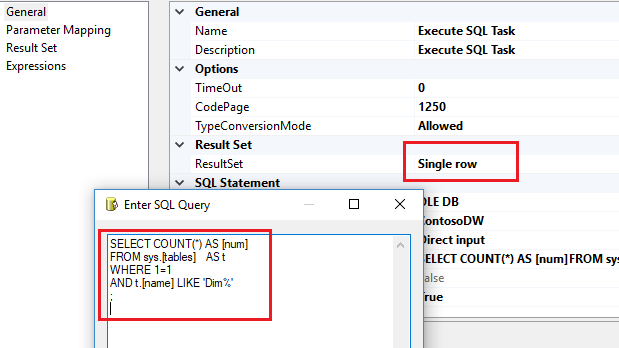 General
Parameter Mapping
Result Set
Expressions
General
Name Execute SQL Task
Description Execute SQL Task
Options
TimeOut 0
CodePage 1250
TypeConversionMode Allowed
Result Set
ResultSet Single row
SQL Statement
OLE DB
ContosoDW
Direct input
SELECT COUNT(*) AS [num]FROM sys
False
True
Enter SQL Query
SELECT COUNT(*) AS [num]
FROM sys.[tables] AS t
WHERE 1=1
AND t.[name] LIKE 'Dim%'
;